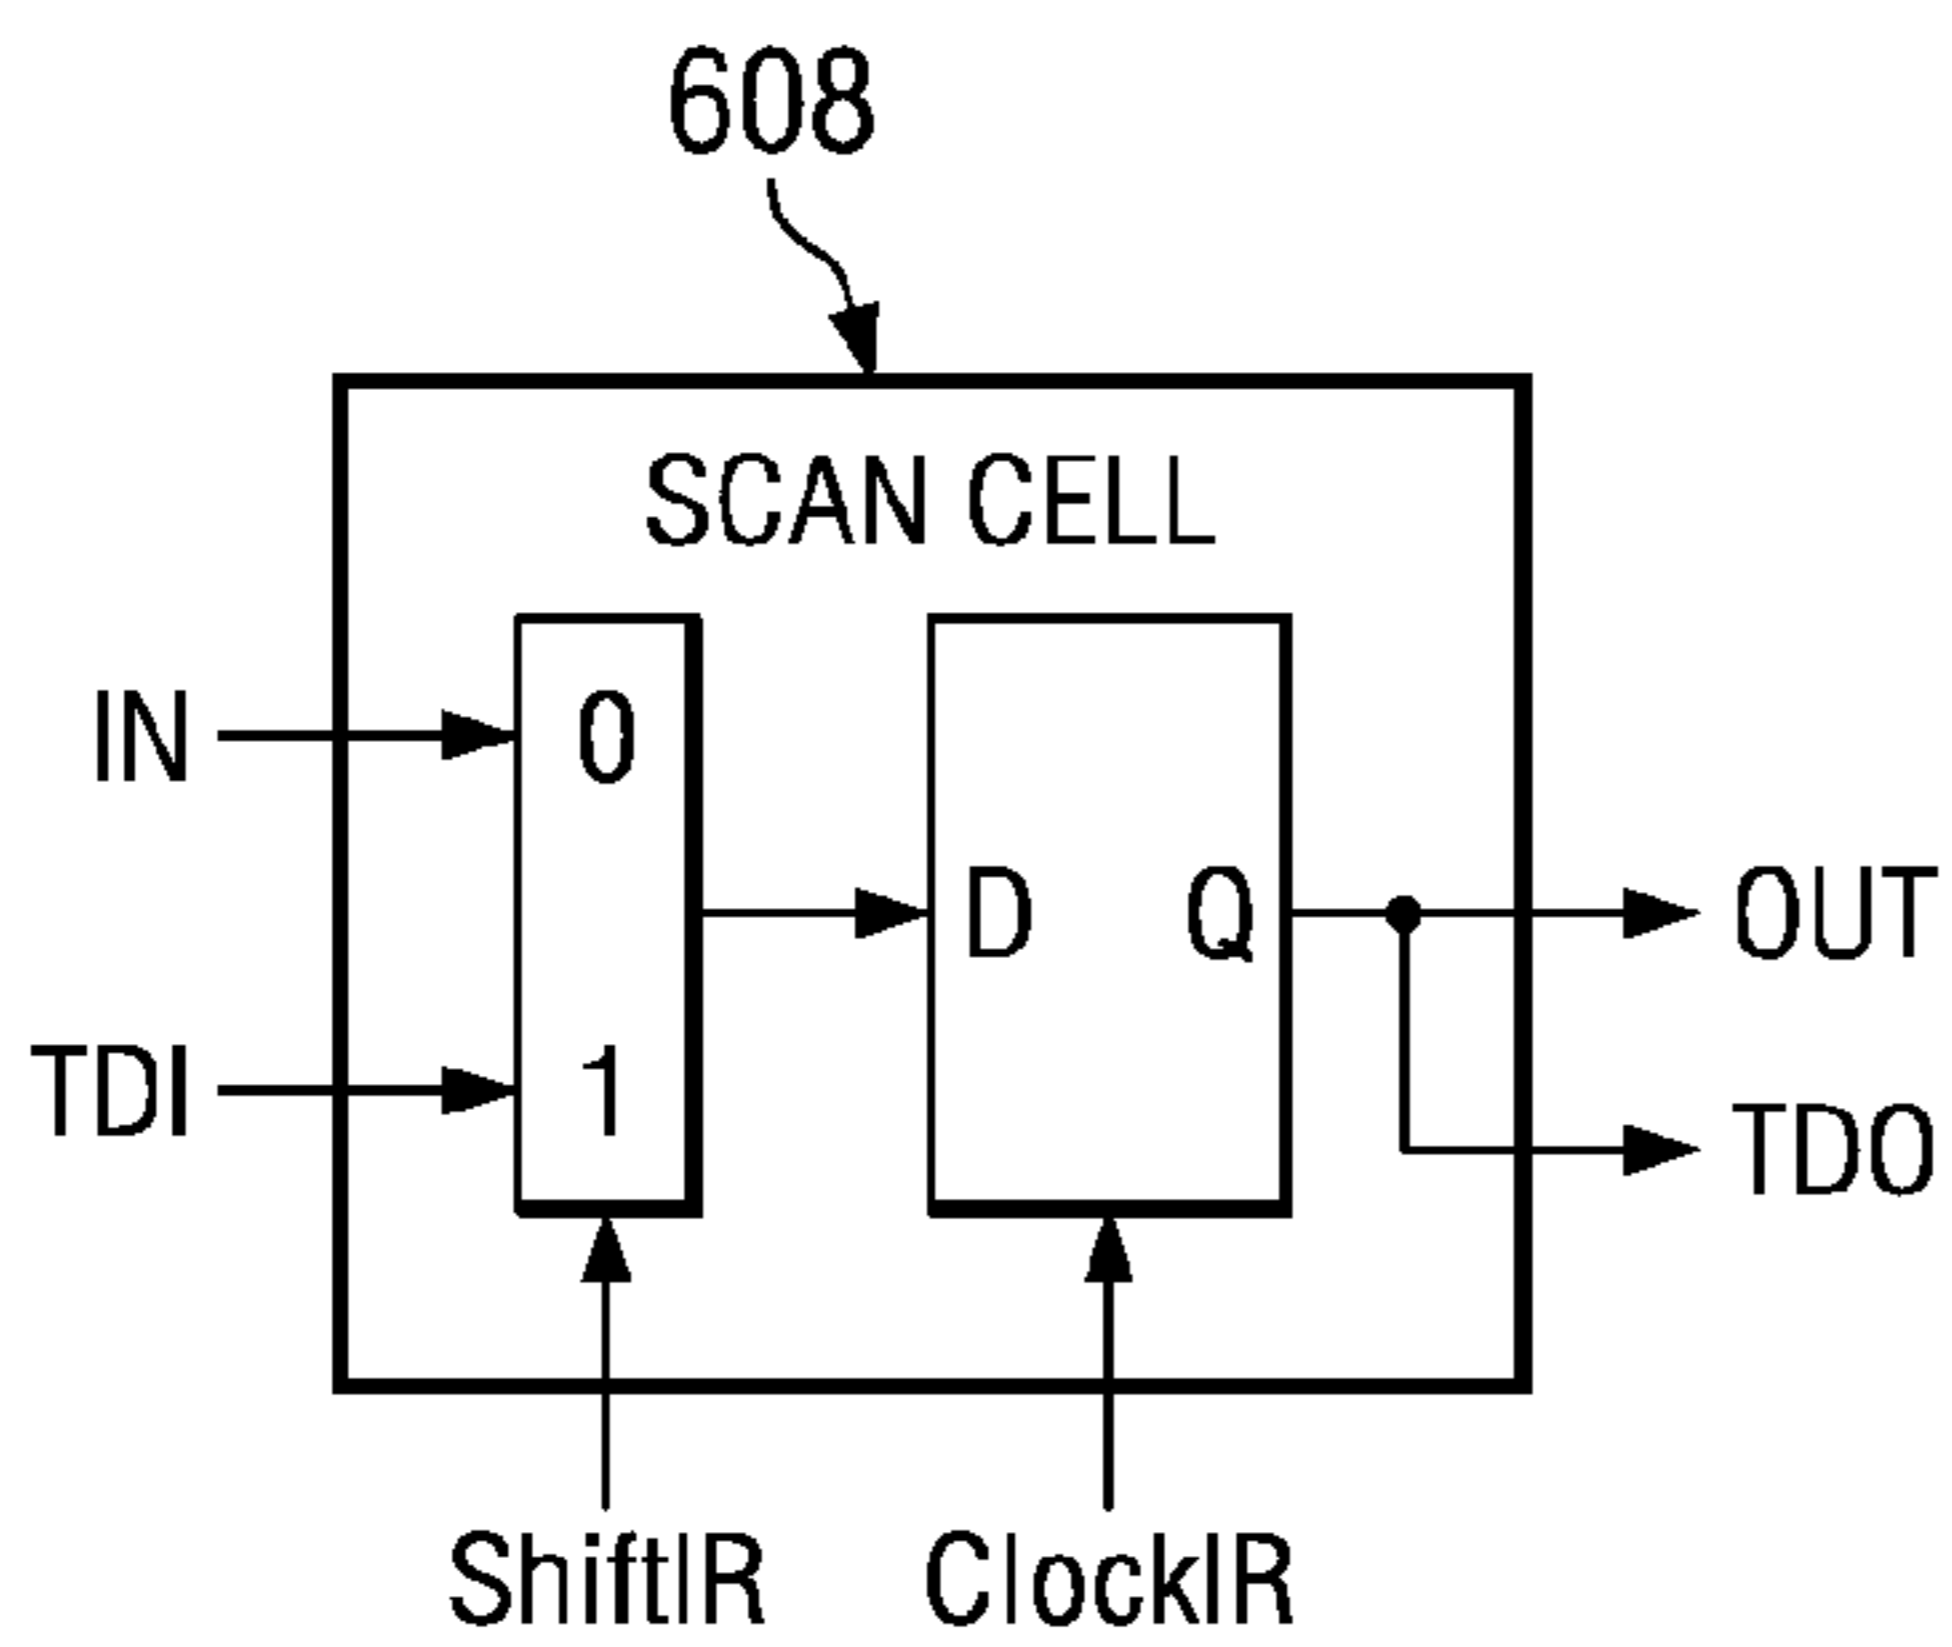 608
SCAN CELL
IN
0
D
Q
OUT
TDI
1
TDO
ShiftIR
ClockIR